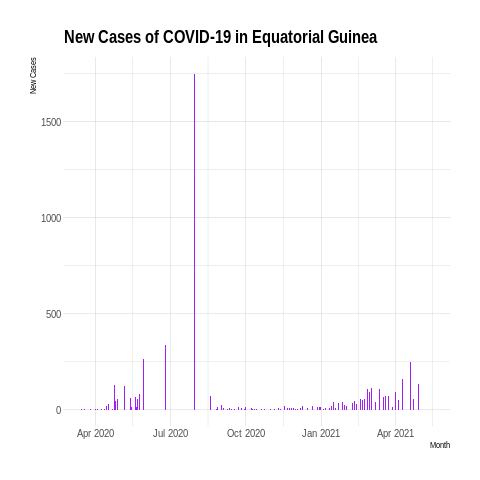 New Cases of COVID-19 in Equatorial Guinea
New Cases
1500
1000
500
0
Apr 2020 Jul 2020 Oct 2020 Jan 2021 Apr 2021
Month